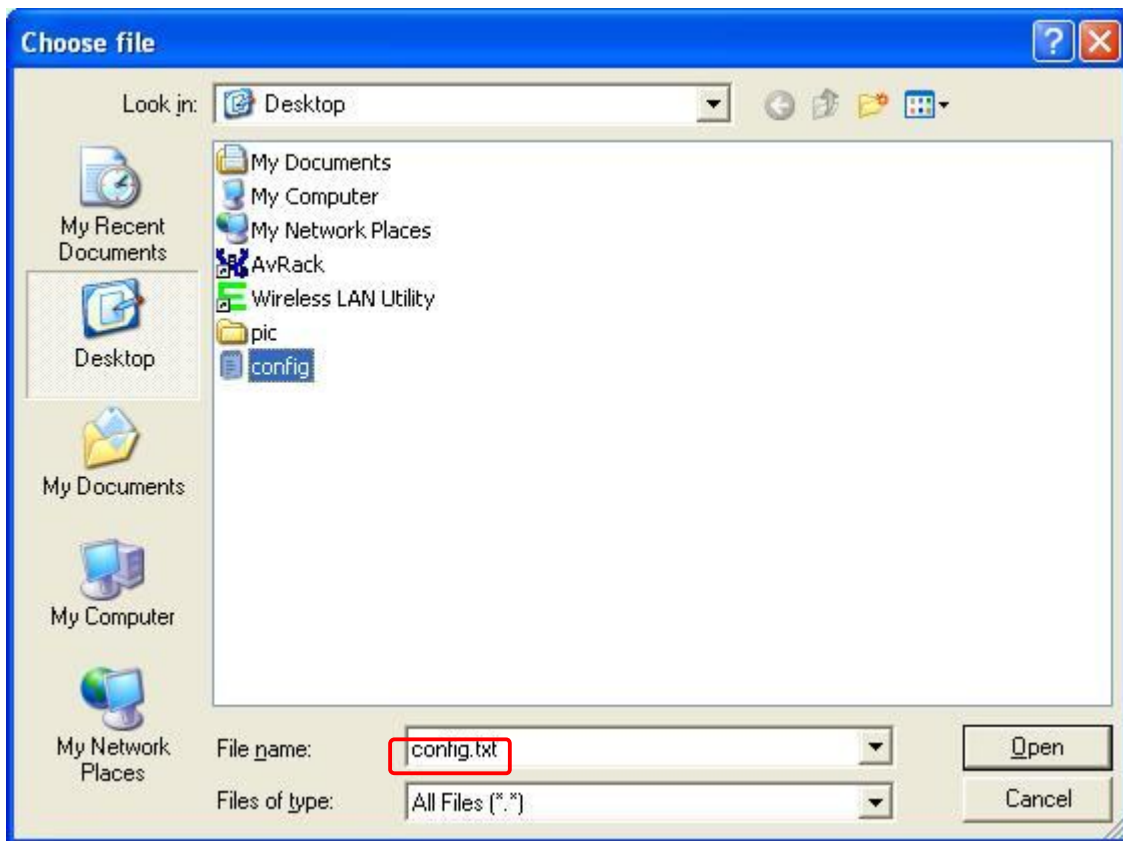 Choose file
Look in:
Desktop
My Recent
Documents
Desktop
My Documents
My Computer
My Network
Places
My Documents
My Computer
My Network Places
AvRack
Wireless LAN Utility
pic
config
File name:
config.txt
Open
Files of type:
All Files (*.*)
Cancel